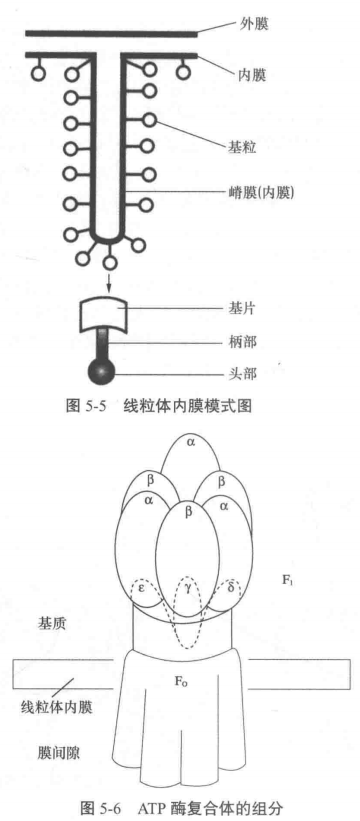 外膜
内膜
基粒
嵴膜(内膜)
基片
柄部
头部
图 5-5 线粒体内膜模式图
α
β β
α α
β
ε γ δ
F₁
基质
F₀
线粒体内膜
膜间隙
图 5-6 ATP 酶复合体的组分